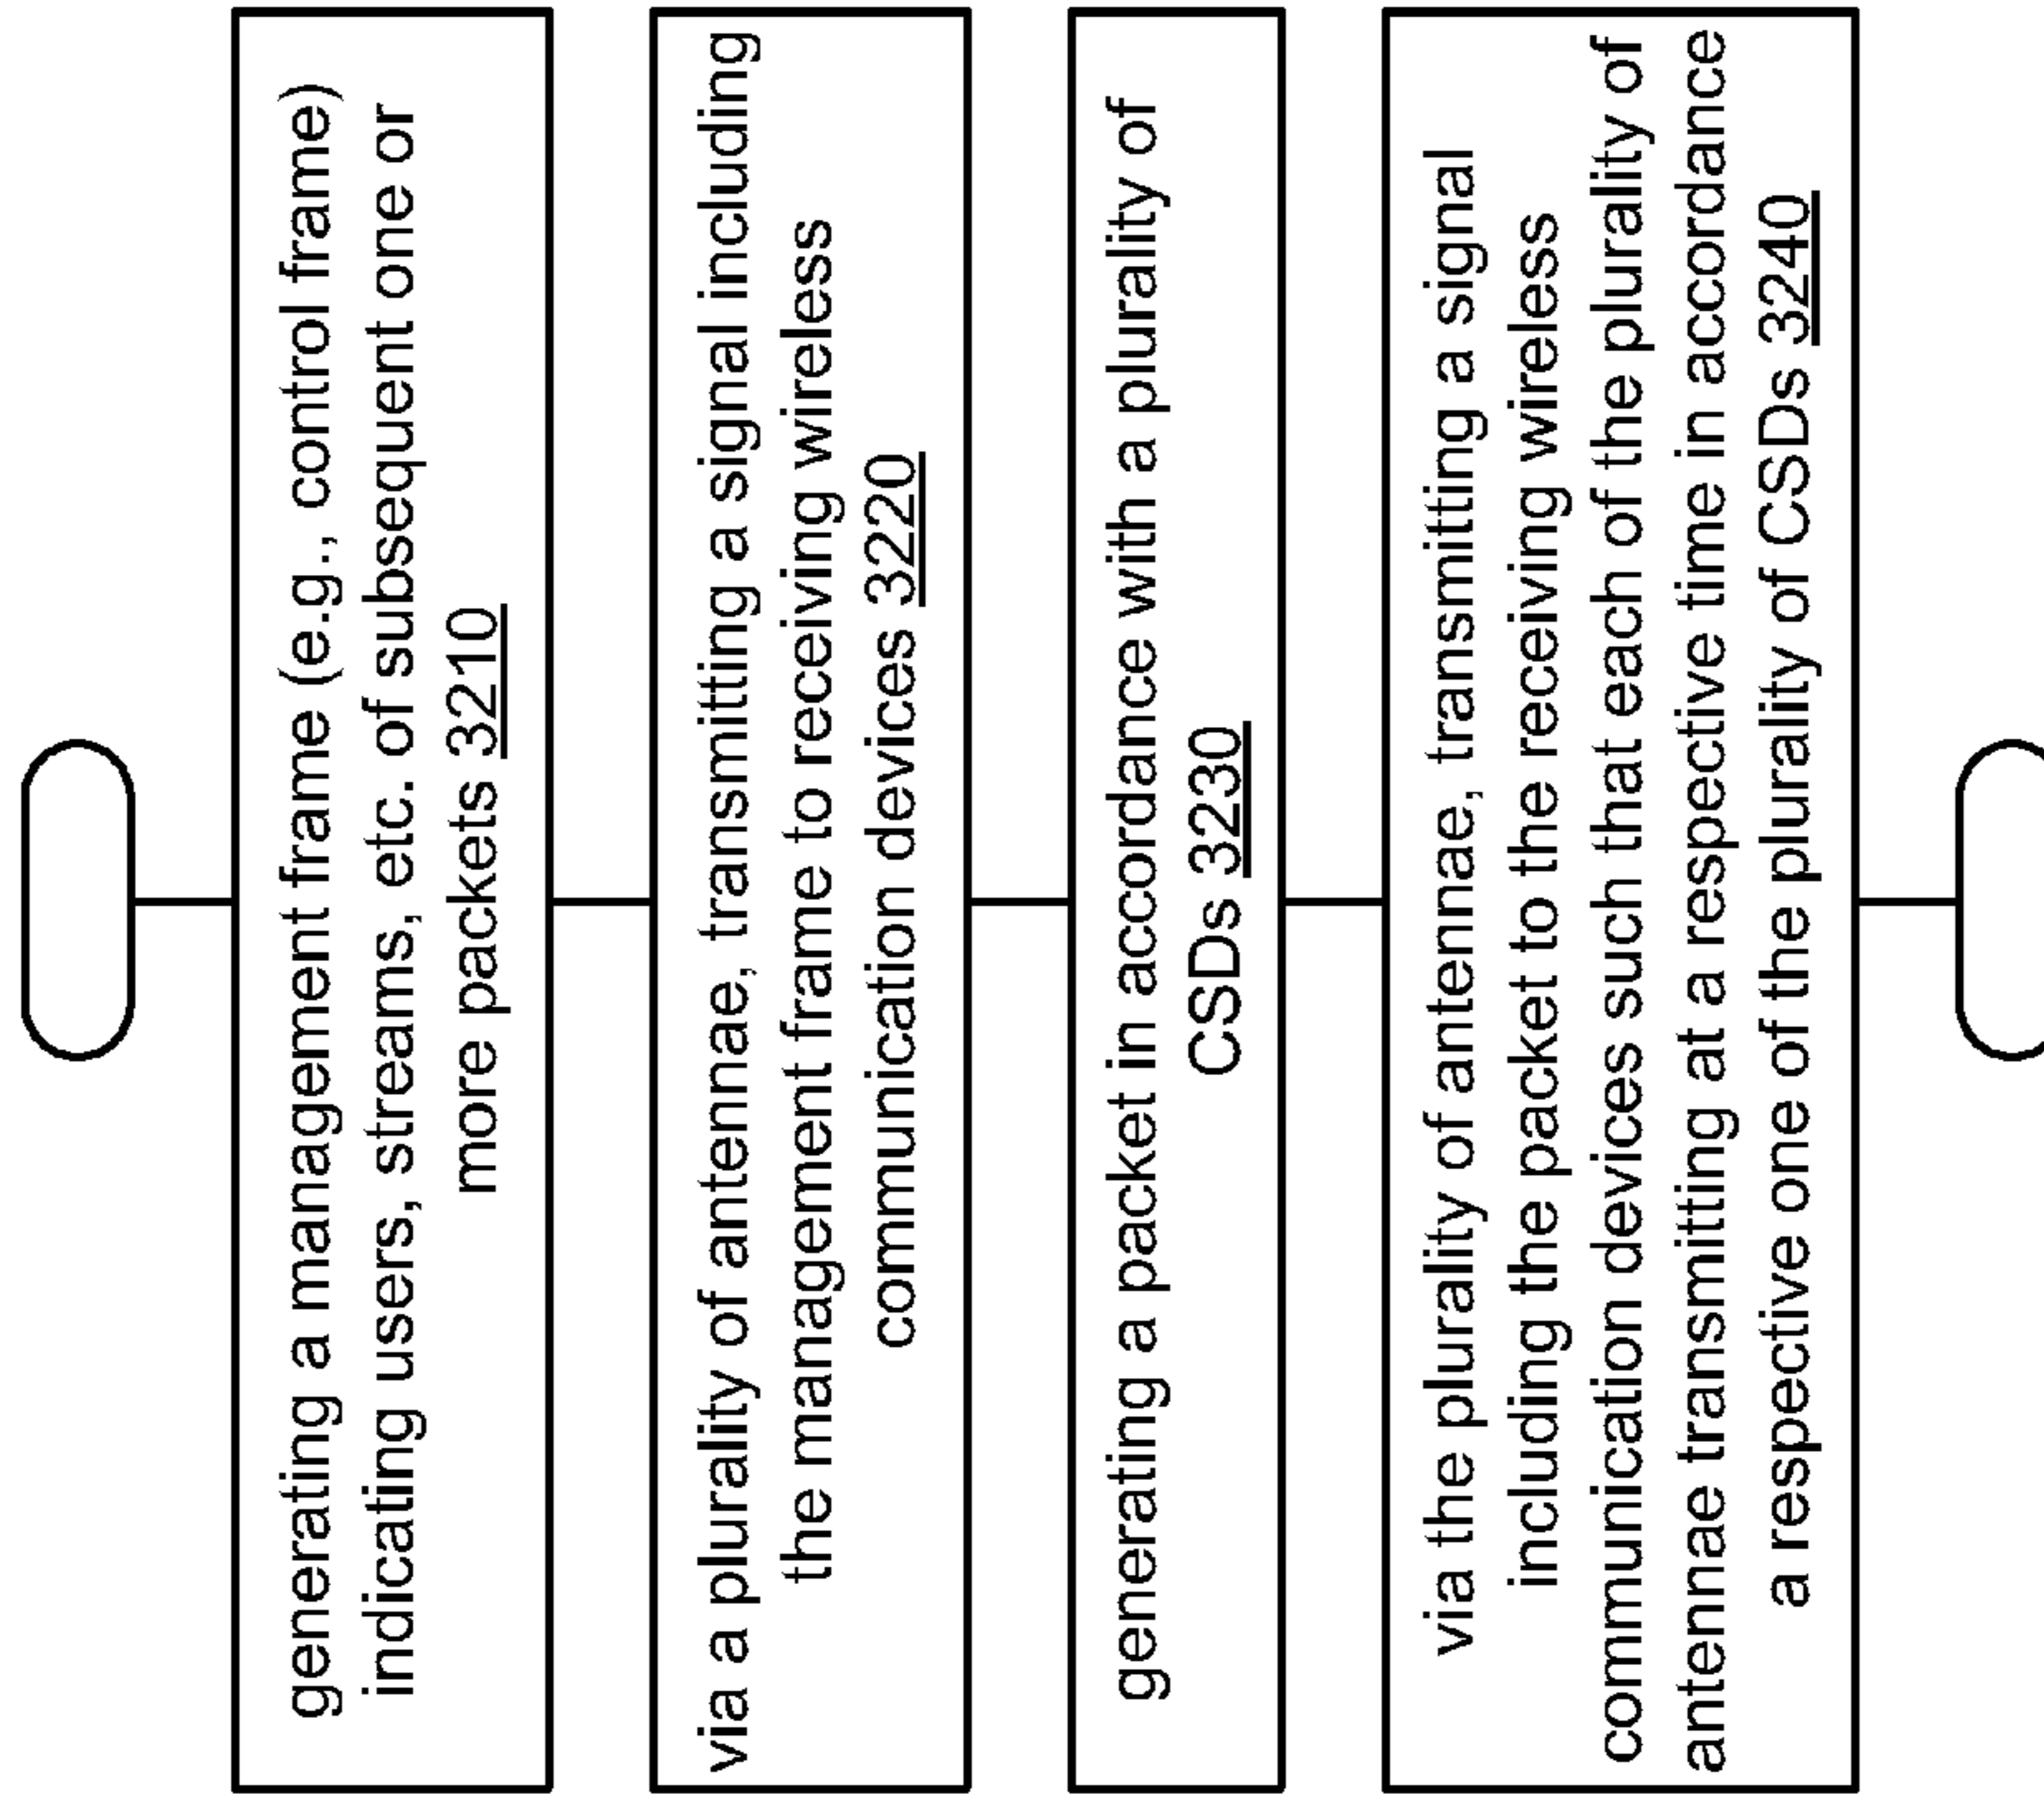 generating a management frame (e.g., control frame)
indicating users, streams, etc. of subsequent one or
more packets 3210
via a plurality of antennae, transmitting a signal including
the management frame to receiving wireless
communication devices 3220
generating a packet in accordance with a plurality of
CSDs 3230
via the plurality of antennae, transmitting a signal
including the packet to the receiving wireless
communication devices such that each of the plurality of
antennae transmitting at a respective time in accordance
a respective one of the plurality of CSDs 3240